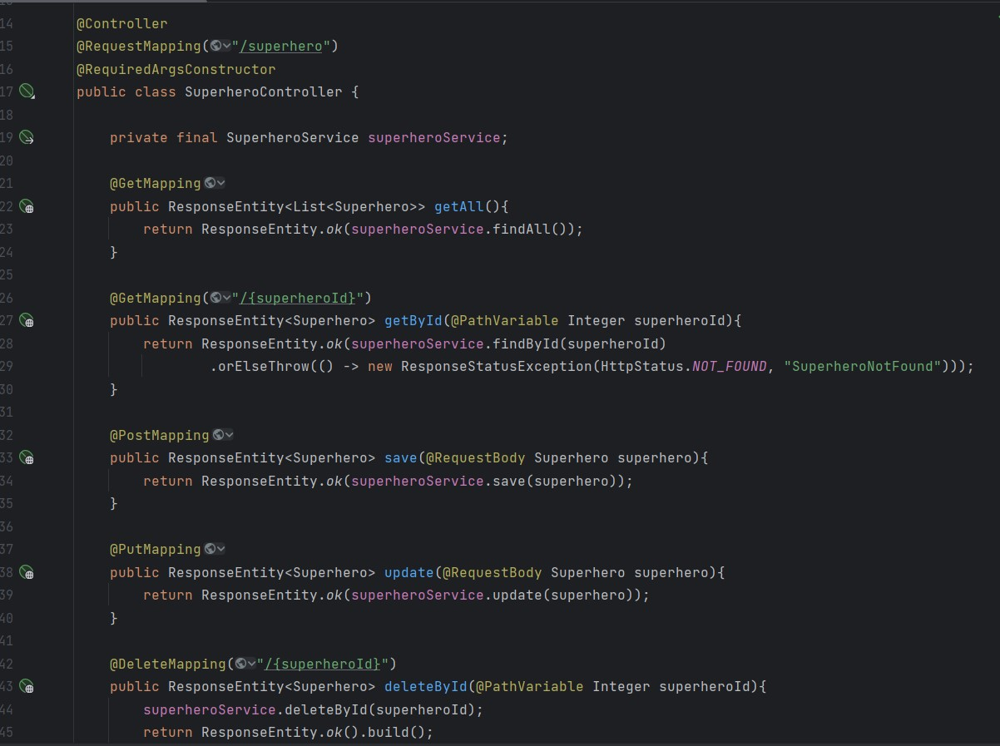 14 @Controller
15 @RequestMapping("/superhero")
16 @RequiredArgsConstructor
17 public class SuperheroController {
18
19     private final SuperheroService superheroService;
20
21     @GetMapping
22     public ResponseEntity<List<Superhero>> getAll(){
23         return ResponseEntity.ok(superheroService.findAll());
24     }
25
26     @GetMapping("/{superheroId}")
27     public ResponseEntity<Superhero> getById(@PathVariable Integer superheroId){
28         return ResponseEntity.ok(superheroService.findById(superheroId)
29                 .orElseThrow(() -> new ResponseStatusException(HttpStatus.NOT_FOUND, "SuperheroNotFound")));
30     }
31
32     @PostMapping
33     public ResponseEntity<Superhero> save(@RequestBody Superhero superhero){
34         return ResponseEntity.ok(superheroService.save(superhero));
35     }
36
37     @PutMapping
38     public ResponseEntity<Superhero> update(@RequestBody Superhero superhero){
39         return ResponseEntity.ok(superheroService.update(superhero));
40     }
41
42     @DeleteMapping("/{superheroId}")
43     public ResponseEntity<Superhero> deleteById(@PathVariable Integer superheroId){
44         superheroService.deleteById(superheroId);
45         return ResponseEntity.ok().build();